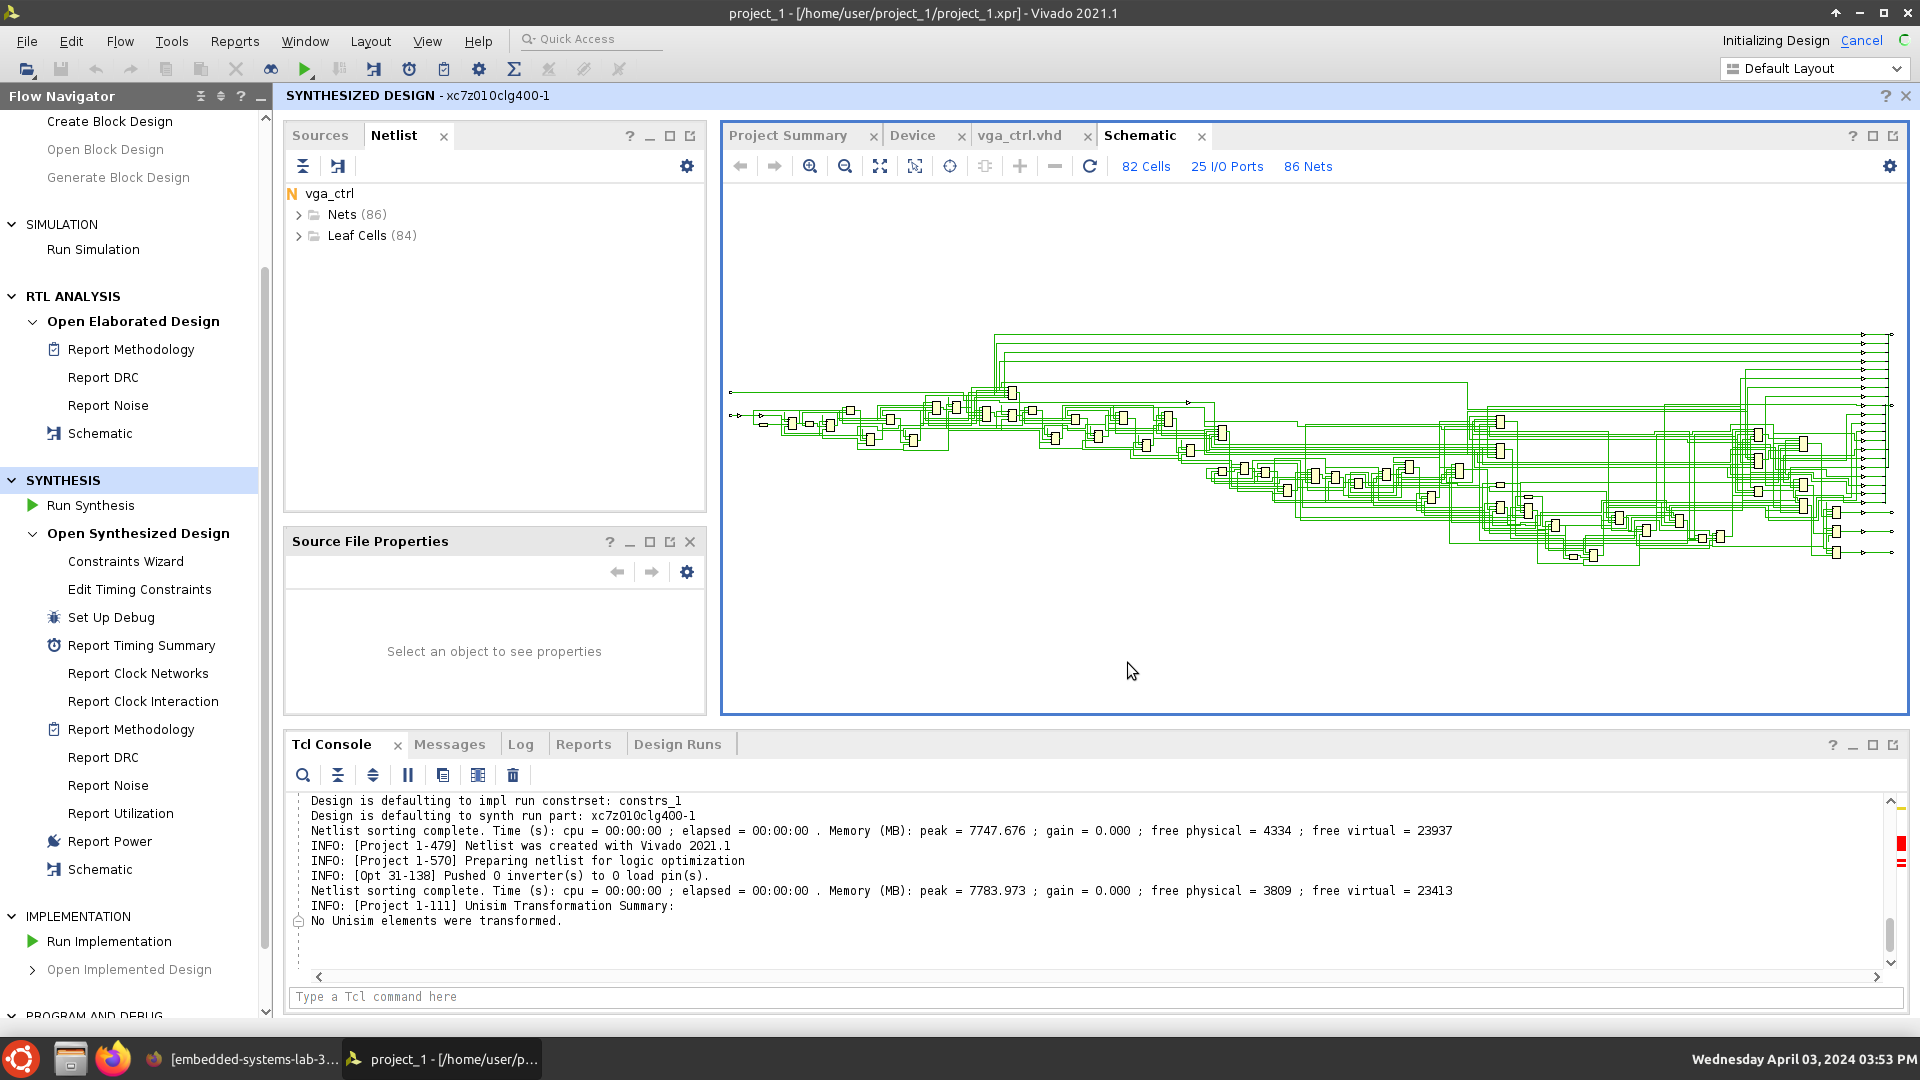 project_1 - [/home/user/project_1/project_1.xpr] - Vivado 2021.1
File Edit Flow Tools Reports Window Layout View Help Quick Access
Initializing Design Cancel
Default Layout
Flow Navigator
SYNTHESIZED DESIGN - xc7z010clg400-1
Create Block Design
Open Block Design
Generate Block Design
SIMULATION
Run Simulation
RTL ANALYSIS
Open Elaborated Design
Report Methodology
Report DRC
Report Noise
Schematic
SYNTHESIS
Run Synthesis
Open Synthesized Design
Constraints Wizard
Edit Timing Constraints
Set Up Debug
Report Timing Summary
Report Clock Networks
Report Clock Interaction
Report Methodology
Report DRC
Report Noise
Report Utilization
Report Power
Schematic
IMPLEMENTATION
Run Implementation
Open Implemented Design
PROGRAM AND DEBUG
Sources Netlist
N vga_ctrl
Nets (86)
Leaf Cells (84)
Source File Properties
Select an object to see properties
Project Summary Device vga_ctrl.vhd Schematic
82 Cells 25 I/O Ports 86 Nets
Tcl Console Messages Log Reports Design Runs
Design is defaulting to impl run constrset: constrs_1
Design is defaulting to synth run part: xc7z010clg400-1
Netlist sorting complete. Time (s): cpu = 00:00:00 ; elapsed = 00:00:00 . Memory (MB): peak = 7747.676 ; gain = 0.000 ; free physical = 4334 ; free virtual = 23937
INFO: [Project 1-479] Netlist was created with Vivado 2021.1
INFO: [Project 1-570] Preparing netlist for logic optimization
INFO: [Opt 31-138] Pushed 0 inverter(s) to 0 load pin(s).
Netlist sorting complete. Time (s): cpu = 00:00:00 ; elapsed = 00:00:00 . Memory (MB): peak = 7783.973 ; gain = 0.000 ; free physical = 3809 ; free virtual = 23413
INFO: [Project 1-111] Unisim Transformation Summary:
No Unisim elements were transformed.
Type a Tcl command here
[embedded-systems-lab-3...
project_1 - [/home/user/p...
Wednesday April 03, 2024 03:53 PM